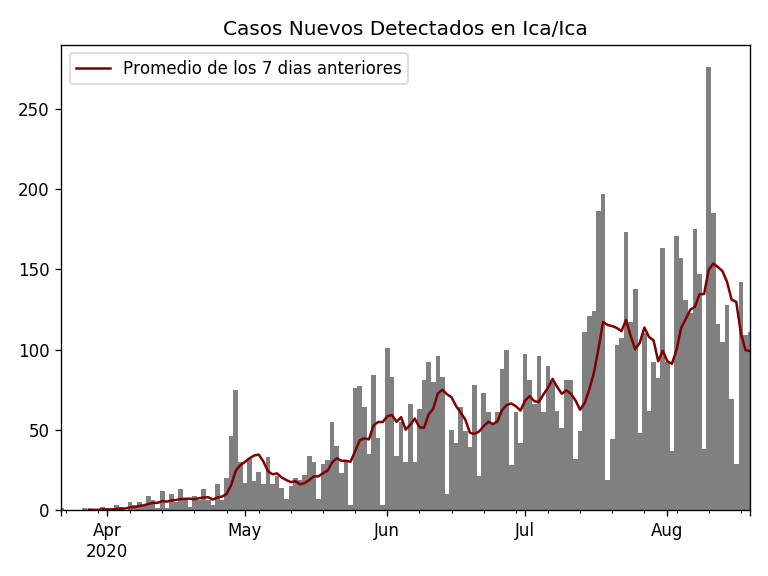 Casos Nuevos Detectados en Ica/Ica
Promedio de los 7 dias anteriores
250
200
150
100
50
0
Apr
2020
May
Jun
Jul
Aug